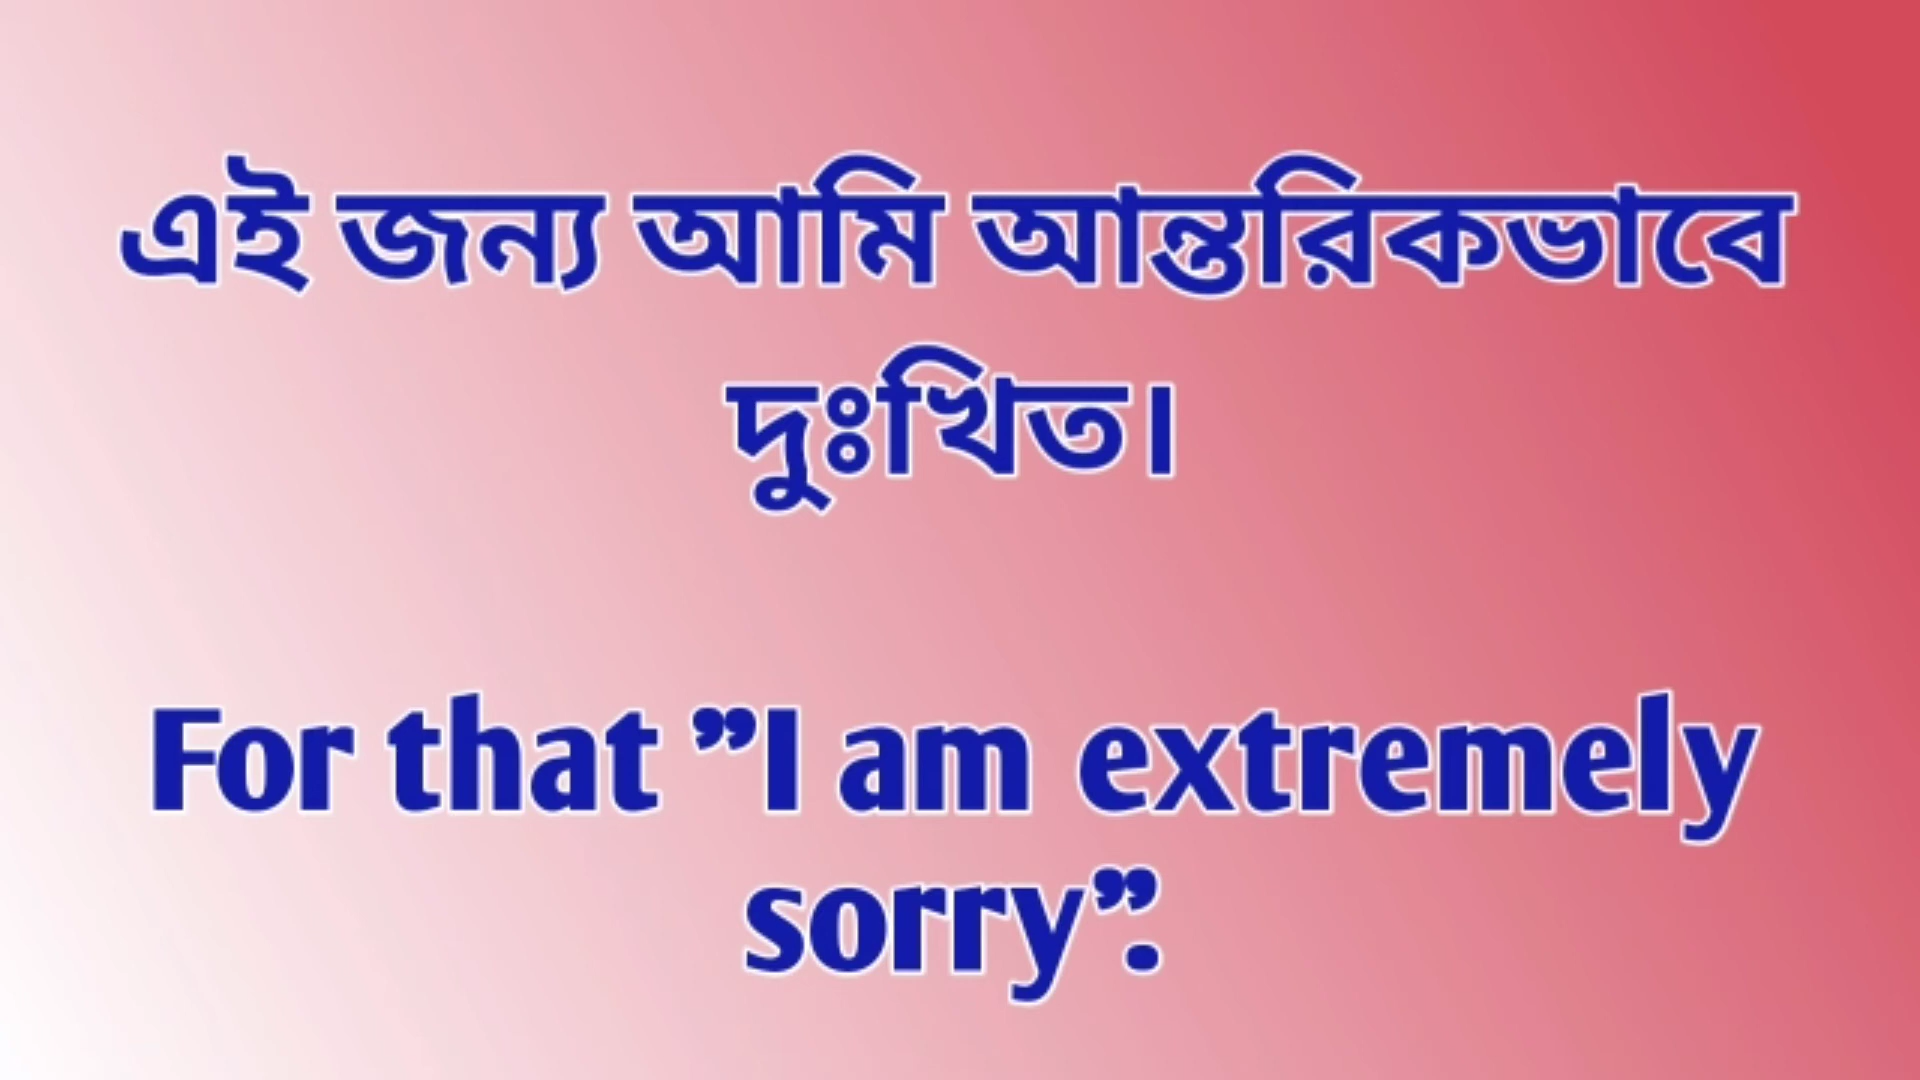 এই জন্য আমি আন্তরিকভাবে
দুঃখিত।
For that ”I am extremely
sorry”.